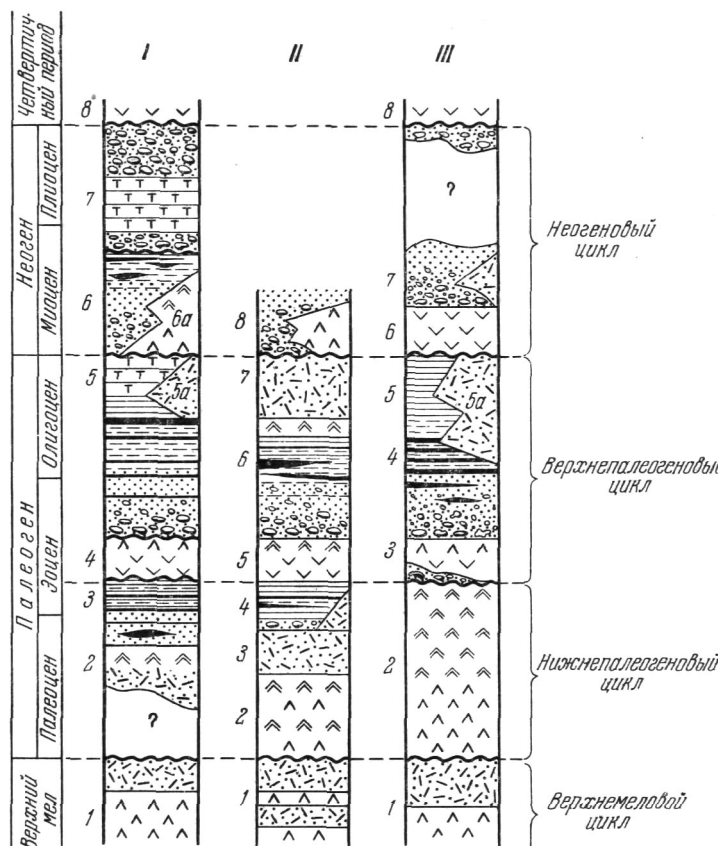 I II III
Четвертич-
ный период
Неоген
Плиоцен
Миоцен
Палеоген
Олигоцен
Эоцен
Палеоцен
Верхний
мел
8
7
6
6а
5
5а
4
3
2
?
1
8
7
6
5
4
3
2
1
8
?
7
6
5
5а
4
3
2
1
Неогеновый
цикл
Верхнепалеогеновый
цикл
Нижнепалеогеновый
цикл
Верхнемеловой
цикл